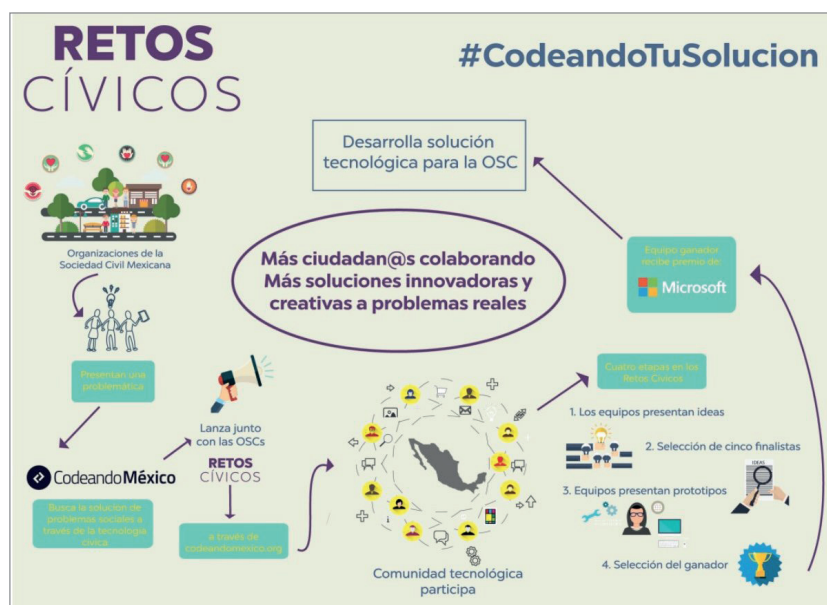 RETOS
CÍVICOS
#CodeandoTuSolucion
Desarrolla solución
tecnológica para la OSC
Organizaciones de la
Sociedad Civil Mexicana
Más ciudadan@s colaborando
Más soluciones innovadoras y
creativas a problemas reales
Equipo ganador
recibe premio de:
Microsoft
Presentan una
problemática
Lanza junto
con las OSCs
RETOS
CÍVICOS
CodeandoMéxico
Busca la solución de
problemas sociales a
través de la tecnología
cívica
a través de
codeandomexico.org
Comunidad tecnológica
participa
Cuatro etapas en los
Retos Cívicos
1. Los equipos presentan ideas
2. Selección de cinco finalistas
IDEAS
3. Equipos presentan prototipos
4. Selección del ganador